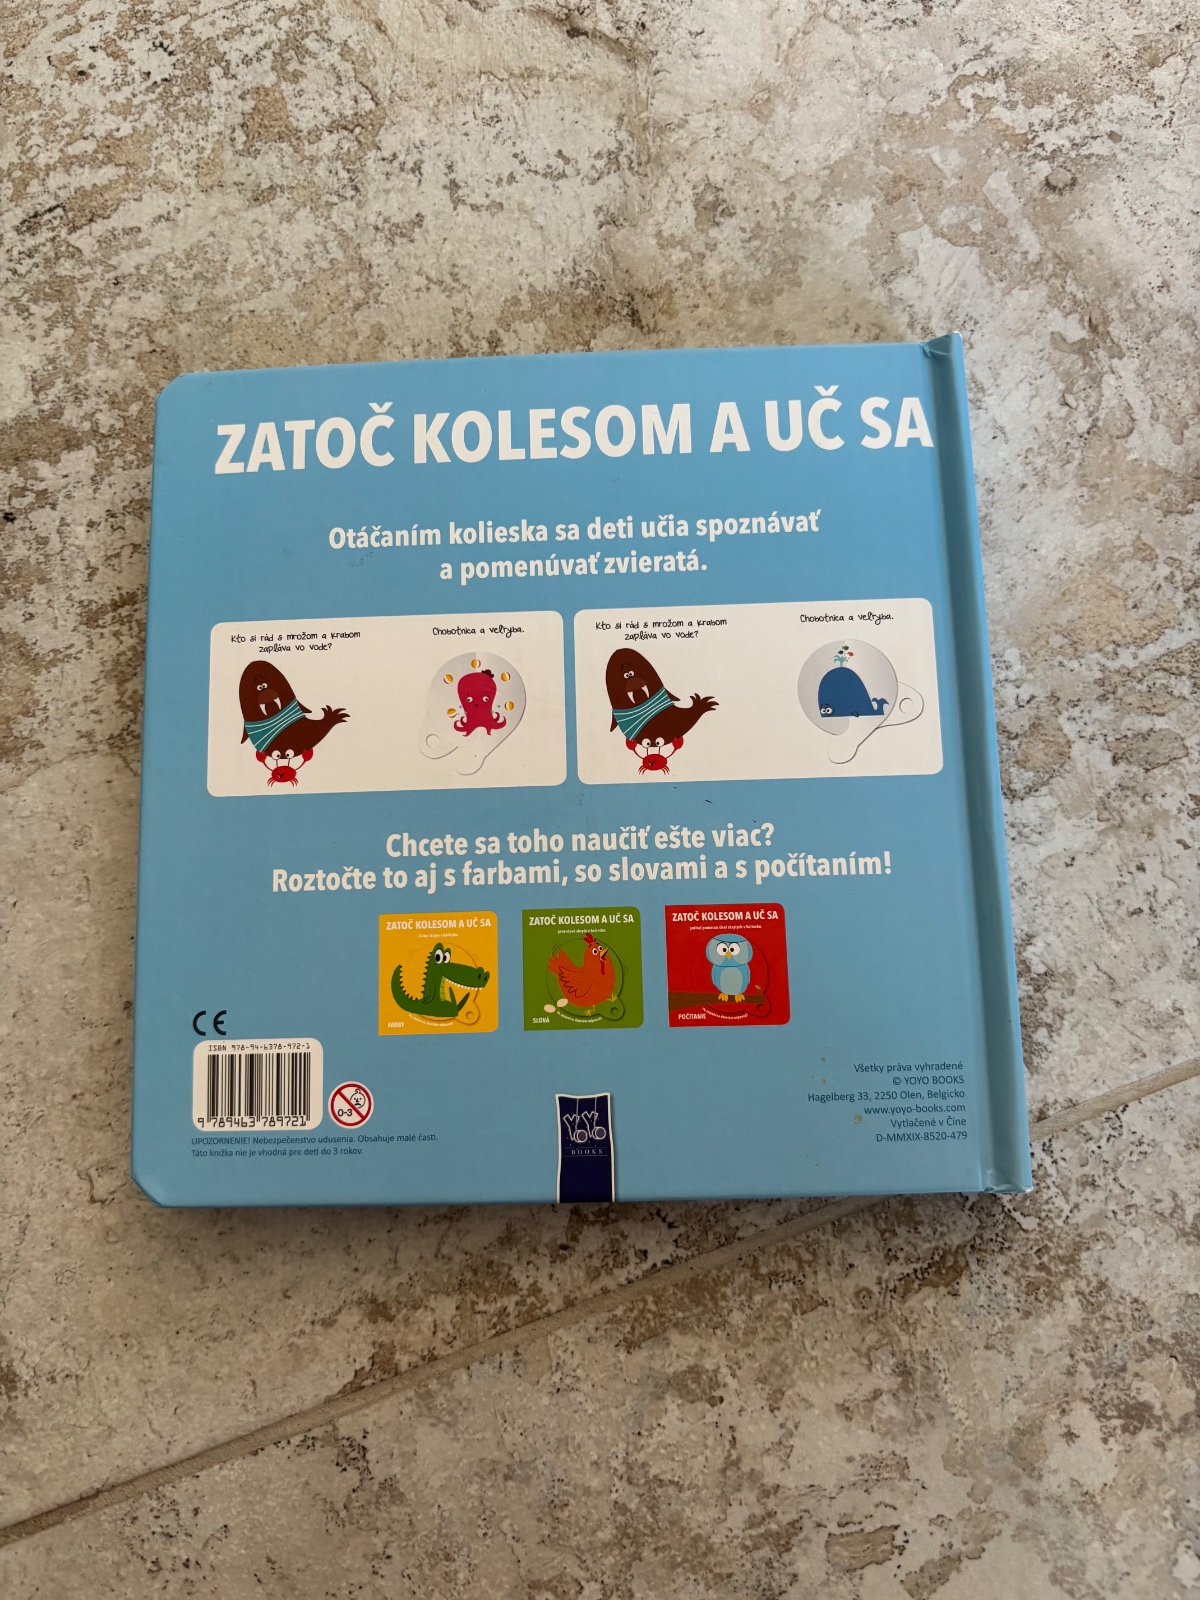 ZATOČ KOLESOM A UČ SA
Otáčaním kolieska sa deti učia spoznávať
a pomenúvať zvieratá.
Kto si rád s mrožom a krabom
zapláva vo vode?
Chobotnica a veľryba.
Kto si rád s mrožom a krabom
zapláva vo vode?
Chobotnica a veľryba.
Chcete sa toho naučiť ešte viac?
Roztočte to aj s farbami, so slovami a s počítaním!
ZATOČ KOLESOM A UČ SA
FARBY
ZATOČ KOLESOM A UČ SA
SLOVÁ
ZATOČ KOLESOM A UČ SA
POČÍTANIE
CE
ISBN 978-94-6378-972-1
9 789463 789721
0-3
UPOZORNENIE! Nebezpečenstvo udusenia. Obsahuje malé časti.
Táto knižka nie je vhodná pre deti do 3 rokov.
YOYO
BOOKS
Všetky práva vyhradené
© YOYO BOOKS
Hagelberg 33, 2250 Olen, Belgicko
www.yoyo-books.com
Vytlačené v Číne
D-MMXIX-8520-479